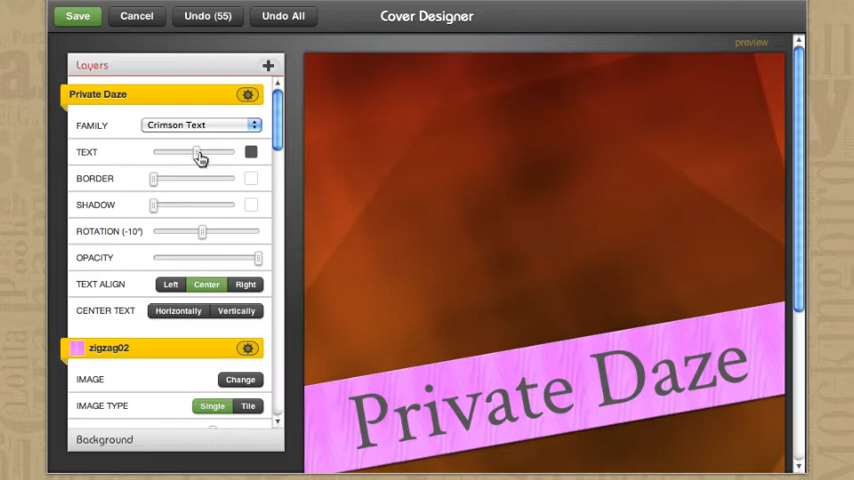 Save
Cancel
Undo (55)
Undo All
Cover Designer
preview
Layers
Private Daze
FAMILY
Crimson Text
TEXT
BORDER
SHADOW
ROTATION (-10°)
OPACITY
TEXT ALIGN
Left
Center
Right
CENTER TEXT
Horizontally
Vertically
zigzag02
IMAGE
Change
IMAGE TYPE
Single
Tile
Background
Private Daze